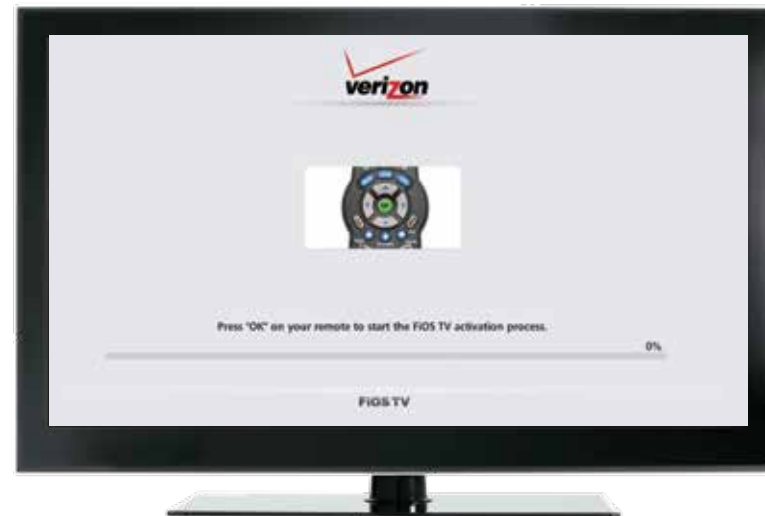 verizon
Press "OK" on your remote to start the FiOS TV activation process.
0%
FiOS TV